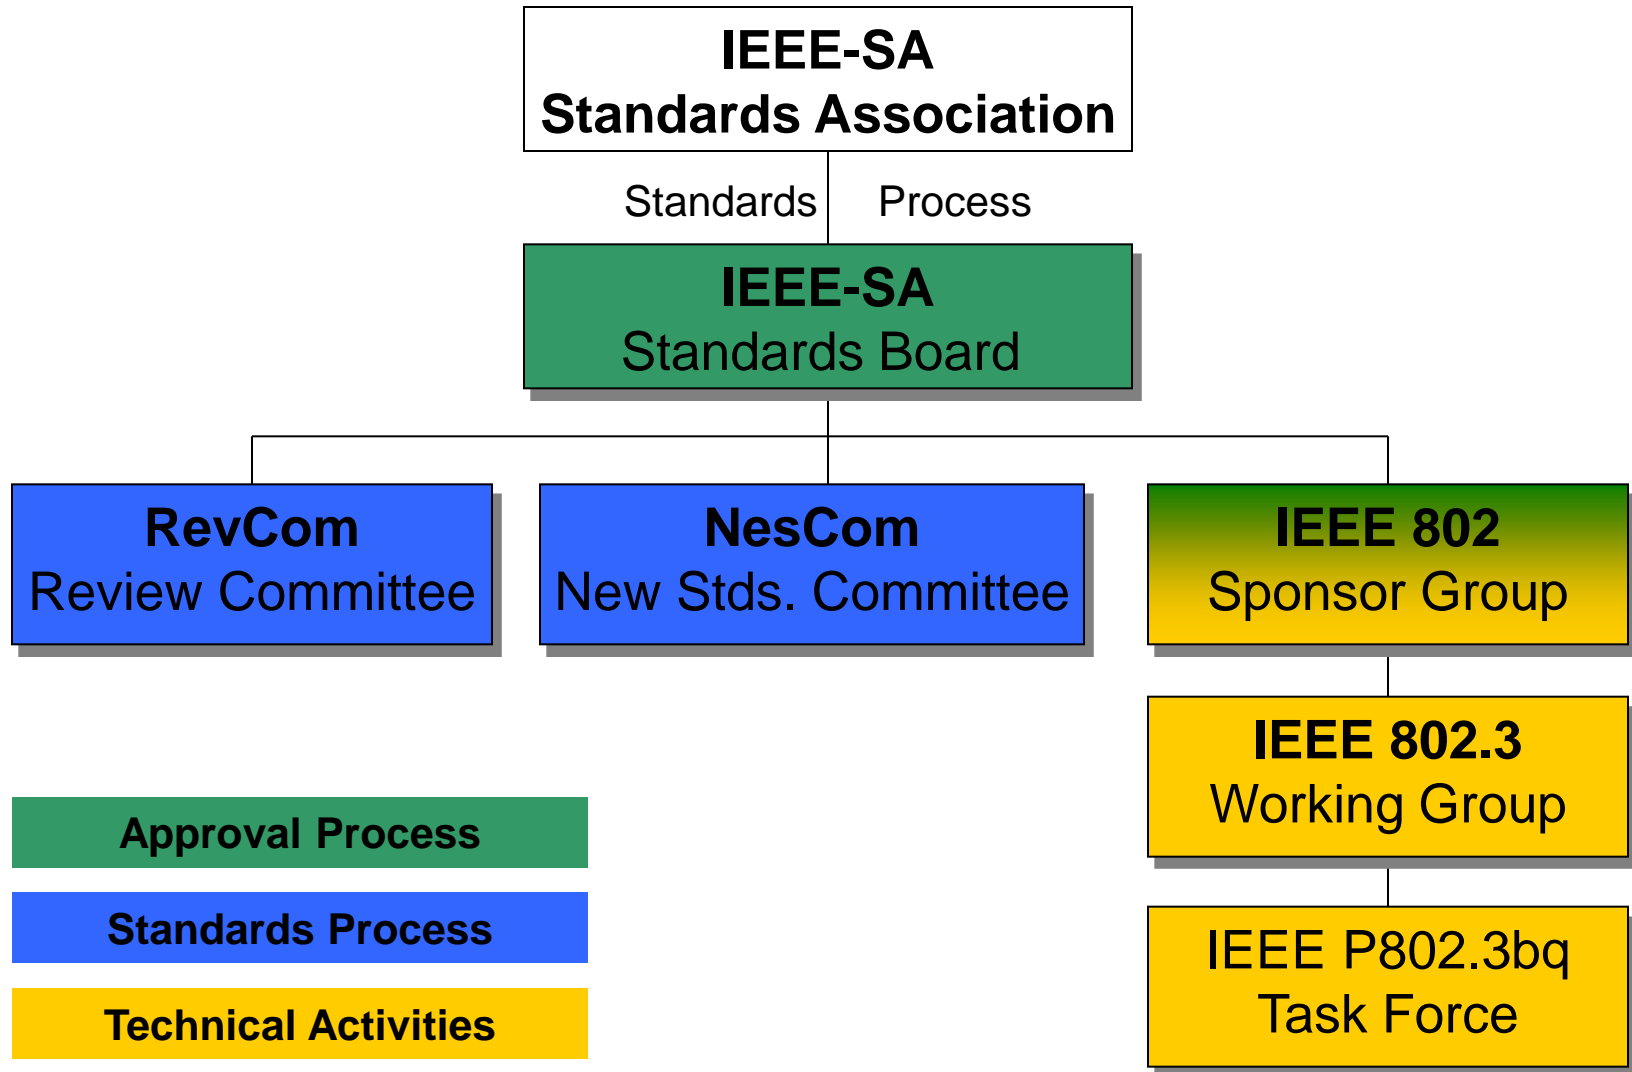 IEEE-SA
Standards Association
Standards Process
IEEE-SA
Standards Board
RevCom
Review Committee
NesCom
New Stds. Committee
IEEE 802
Sponsor Group
IEEE 802.3
Working Group
IEEE P802.3bq
Task Force
Approval Process
Standards Process
Technical Activities